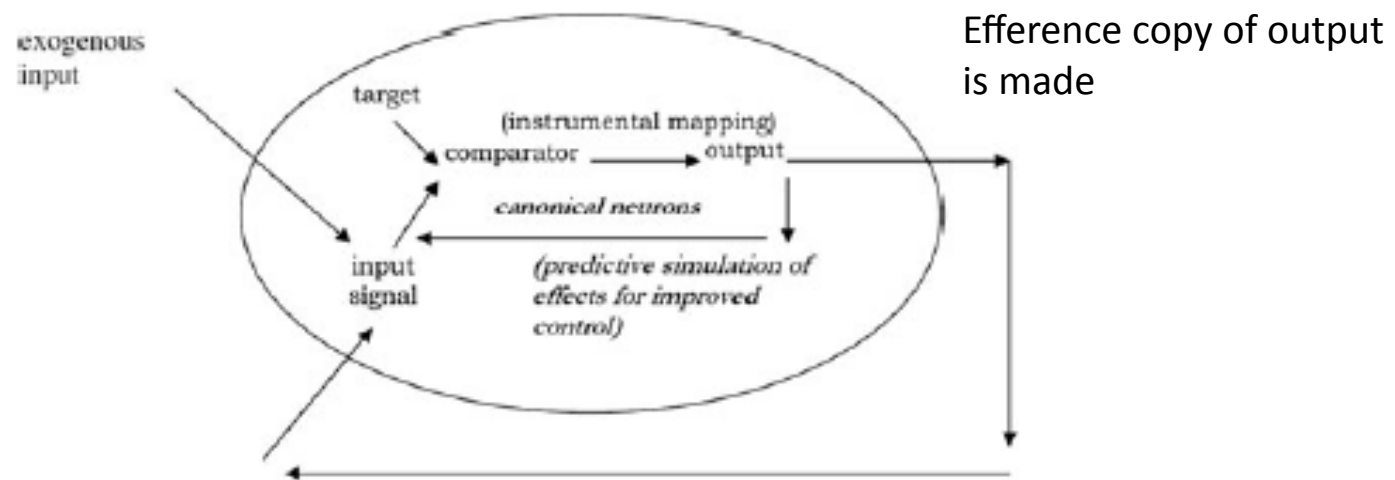 Efference copy of output
is made
exogenous
input
target
(instrumental mapping)
comparator
output
canonical neurons
input
signal
(predictive simulation of
effects for improved
control)